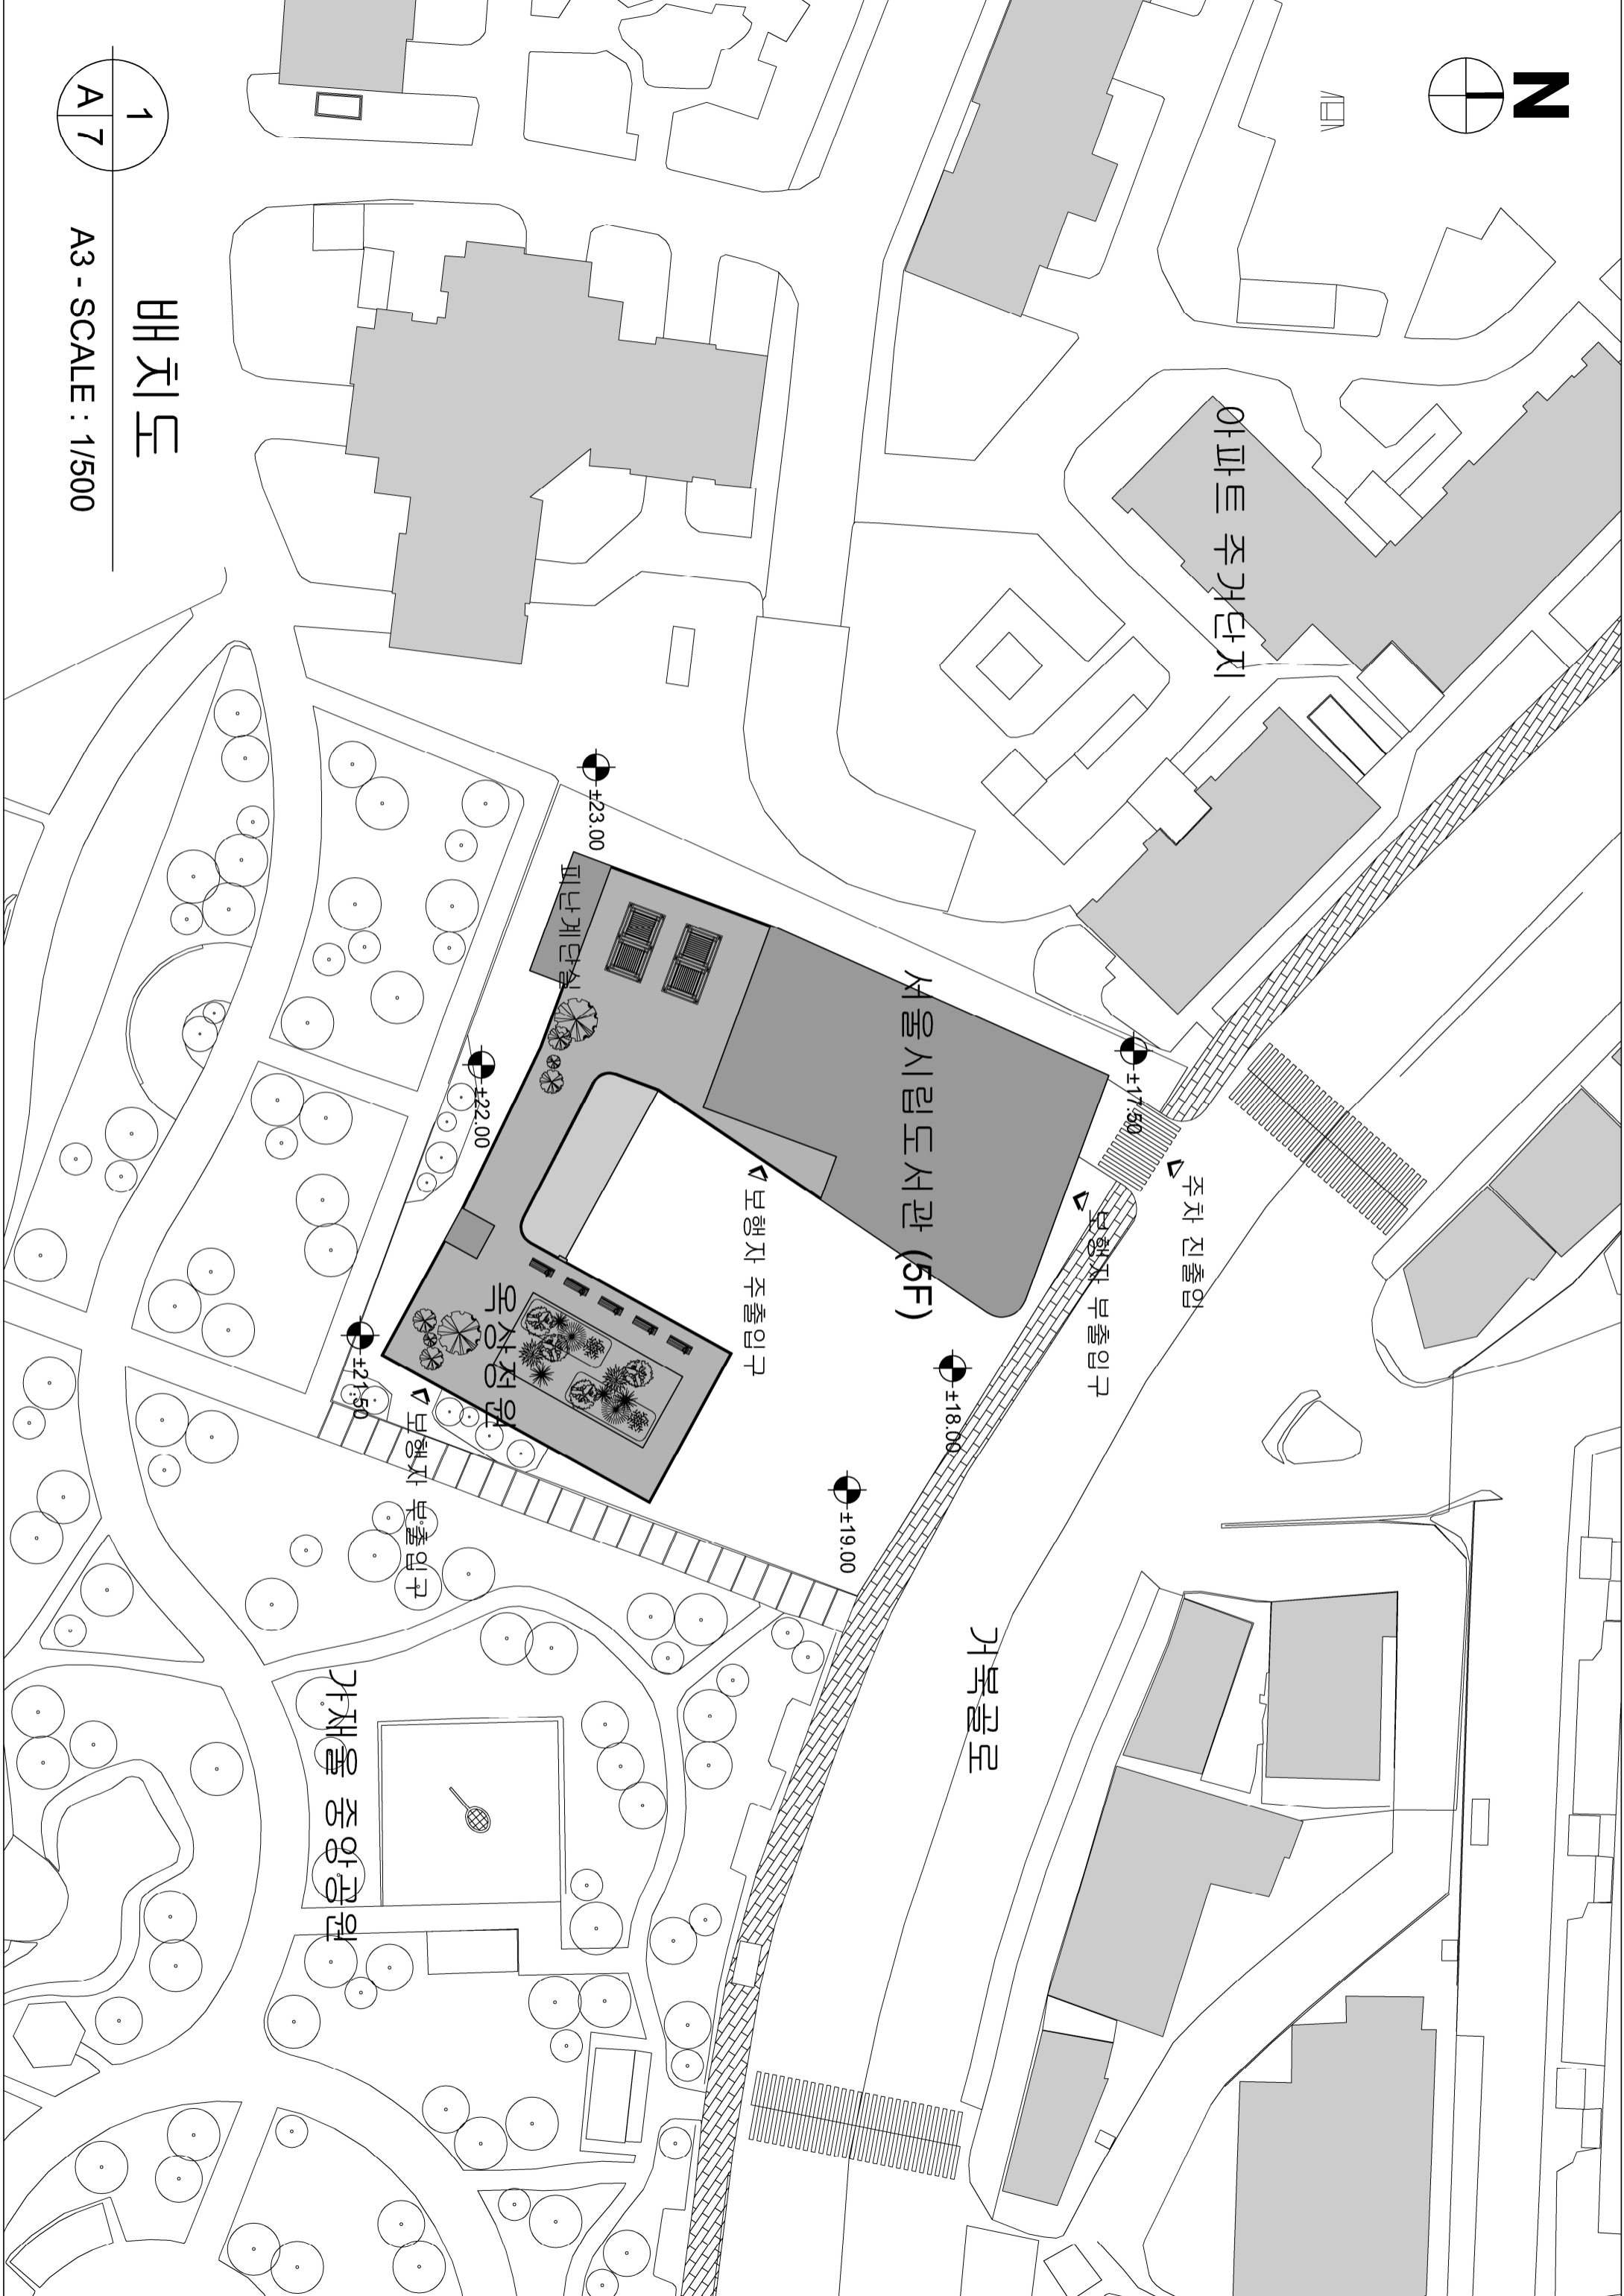 N
아파트 주거단지
±17.50
주차 진출입
보행자 부출입구
서울시립도서관 (5F)
±18.00
거북골로
±19.00
보행자 주출입구
±23.00
피난계단실
옥상정원
±22.00
±21.50
보행자 부출입구
가재울 중앙공원
1
A 7
배치도
A3 - SCALE : 1/500